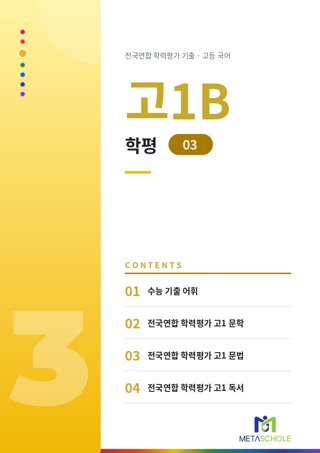 전국연합 학력평가 기출 · 고등 국어
고1B
학평 03
CONTENTS
01 수능 기출 어휘
02 전국연합 학력평가 고1 문학
03 전국연합 학력평가 고1 문법
04 전국연합 학력평가 고1 독서
3
METASCHOLE